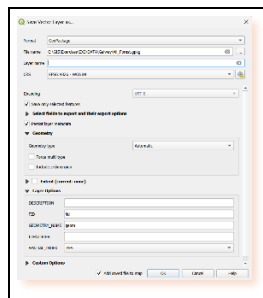 Save Vector Layer as...
Format GeoPackage
File name
Layer name
CRS
Encoding UTF-8
Save only selected features
Select fields to export and their export options
Persist layer metadata
Geometry
Geometry type Automatic
Force multi-type
Include z-dimension
Extent (current: none)
Layer Options
DESCRIPTION
FID fid
GEOMETRY_NAME geom
IDENTIFIER
SPATIAL_INDEX YES
Custom Options
Add saved file to map OK Cancel Help